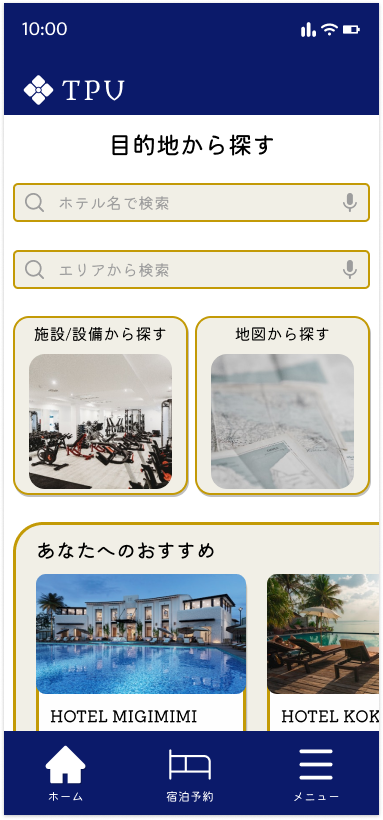 10:00
TPU
目的地から探す
ホテル名で検索
エリアから検索
施設/設備から探す
地図から探す
あなたへのおすすめ
HOTEL MIGIMIMI
HOTEL KOK
ホーム
宿泊予約
メニュー